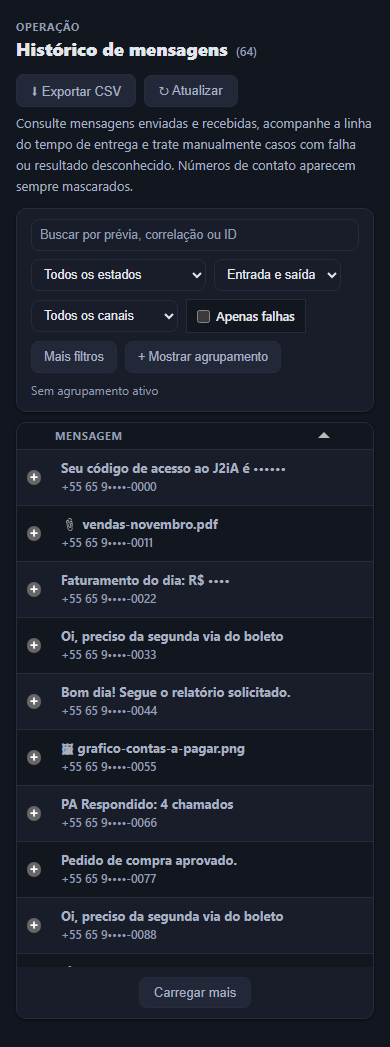 OPERAÇÃO
Histórico de mensagens (64)
⬇ Exportar CSV
↻ Atualizar
Consulte mensagens enviadas e recebidas, acompanhe a linha
do tempo de entrega e trate manualmente casos com falha
ou resultado desconhecido. Números de contato aparecem
sempre mascarados.
Buscar por prévia, correlação ou ID
Todos os estados
Entrada e saída
Todos os canais
Apenas falhas
Mais filtros
+ Mostrar agrupamento
Sem agrupamento ativo
MENSAGEM
Seu código de acesso ao J2iA é ••••••
+55 65 9••••-0000
vendas-novembro.pdf
+55 65 9••••-0011
Faturamento do dia: R$ ••••
+55 65 9••••-0022
Oi, preciso da segunda via do boleto
+55 65 9••••-0033
Bom dia! Segue o relatório solicitado.
+55 65 9••••-0044
grafico-contas-a-pagar.png
+55 65 9••••-0055
PA Respondido: 4 chamados
+55 65 9••••-0066
Pedido de compra aprovado.
+55 65 9••••-0077
Oi, preciso da segunda via do boleto
+55 65 9••••-0088
Carregar mais